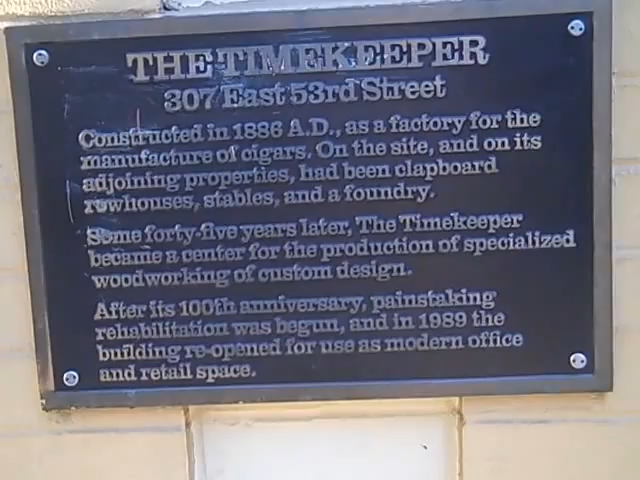 THE TIMEKEEPER
307 East 53rd Street
Constructed in 1886 A.D., as a factory for the
manufacture of cigars. On the site, and on its
adjoining properties, had been clapboard
rowhouses, stables, and a foundry.
Some forty-five years later, The Timekeeper
became a center for the production of specialized
woodworking of custom design.
After its 100th anniversary, painstaking
rehabilitation was begun, and in 1989 the
building re-opened for use as modern office
and retail space.